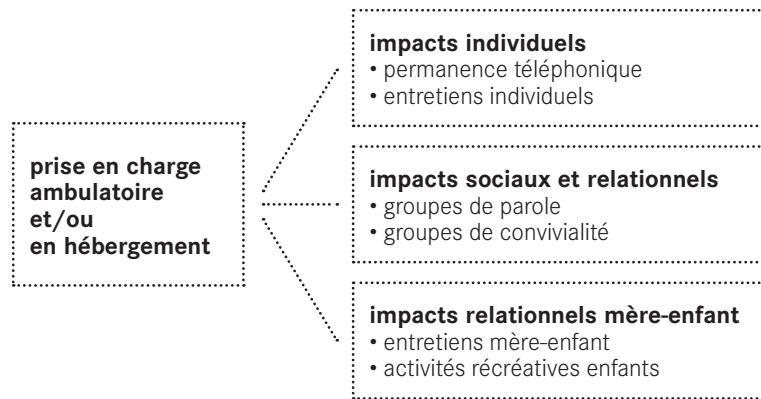 prise en charge
ambulatoire
et/ou
en hébergement
impacts individuels
• permanence téléphonique
• entretiens individuels
impacts sociaux et relationnels
• groupes de parole
• groupes de convivialité
impacts relationnels mère-enfant
• entretiens mère-enfant
• activités récréatives enfants